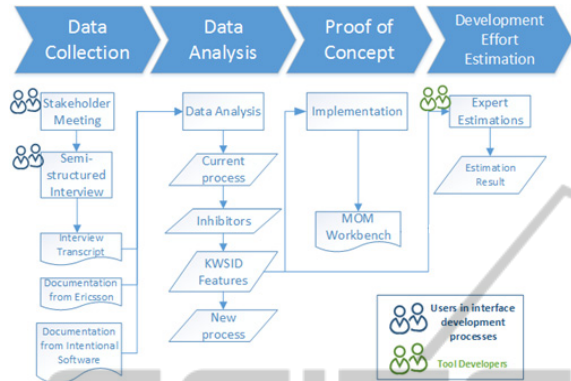 Data
Collection
Data
Analysis
Proof of
Concept
Development
Effort
Estimation
Stakeholder
Meeting
Semi-
structured
Interview
Interview
Transcript
Documentation
from Ericsson
Documentation
from Intentional
Software
Data Analysis
Current
process
Inhibitors
KWSID
Features
New
process
Implementation
MOM
Workbench
Expert
Estimations
Estimation
Result
Users in interface
development
processes
Tool Developers